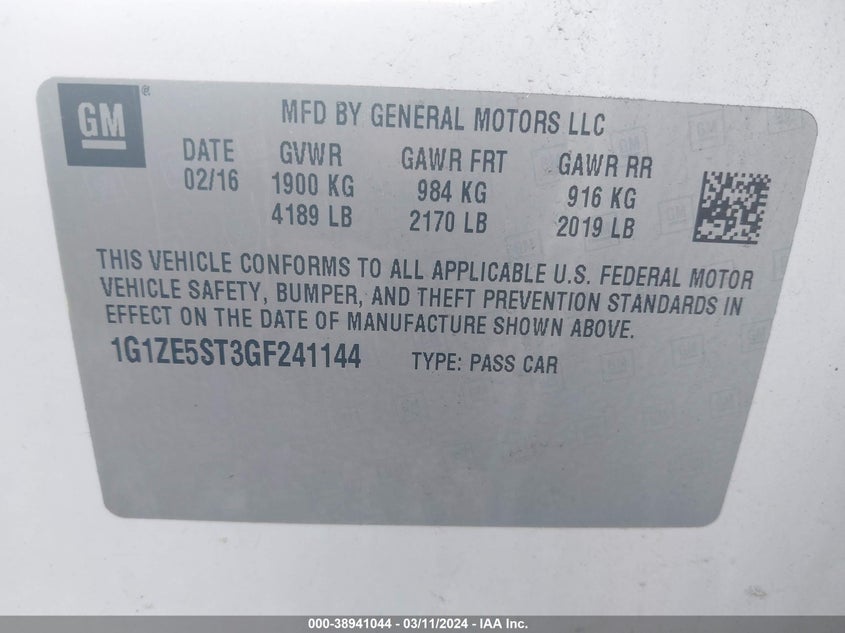 GM®
MFD BY GENERAL MOTORS LLC
DATE GVWR GAWR FRT GAWR RR
02/16 1900 KG 984 KG 916 KG
4189 LB 2170 LB 2019 LB
THIS VEHICLE CONFORMS TO ALL APPLICABLE U.S. FEDERAL MOTOR
VEHICLE SAFETY, BUMPER, AND THEFT PREVENTION STANDARDS IN
EFFECT ON THE DATE OF MANUFACTURE SHOWN ABOVE.
1G1ZE5ST3GF241144 TYPE: PASS CAR
000-38941044 - 03/11/2024 - IAA Inc.